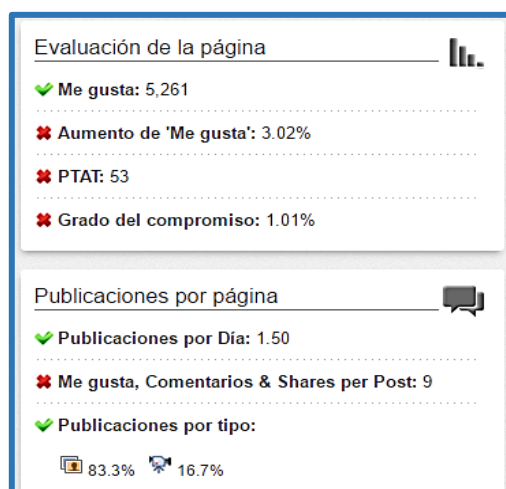 Evaluación de la página
Me gusta: 5,261
Aumento de 'Me gusta': 3.02%
PTAT: 53
Grado del compromiso: 1.01%
Publicaciones por página
Publicaciones por Día: 1.50
Me gusta, Comentarios & Shares per Post: 9
Publicaciones por tipo:
83.3% 16.7%